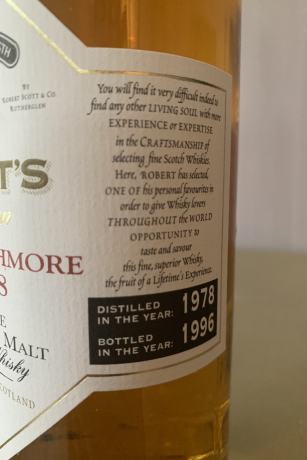 BY
ROBERT SCOTT & CO.
RUTHERGLEN
T'S
HMORE
8
E
MALT
Whisky
SCOTLAND
You will find it very difficult indeed to
find any other LIVING SOUL with more
EXPERIENCE or EXPERTISE
in the CRAFTSMANSHIP of
selecting fine Scotch Whiskies.
Here, 'ROBERT has selected,
ONE OF his personal favourites in
order to give Whisky lovers
THROUGHOUT the WORLD
OPPORTUNITY to
taste and savour
this fine, superior Whisky,
the fruit of a Lifetime's Experience.
DISTILLED
IN THE YEAR: 1978
BOTTLED
IN THE YEAR: 1996